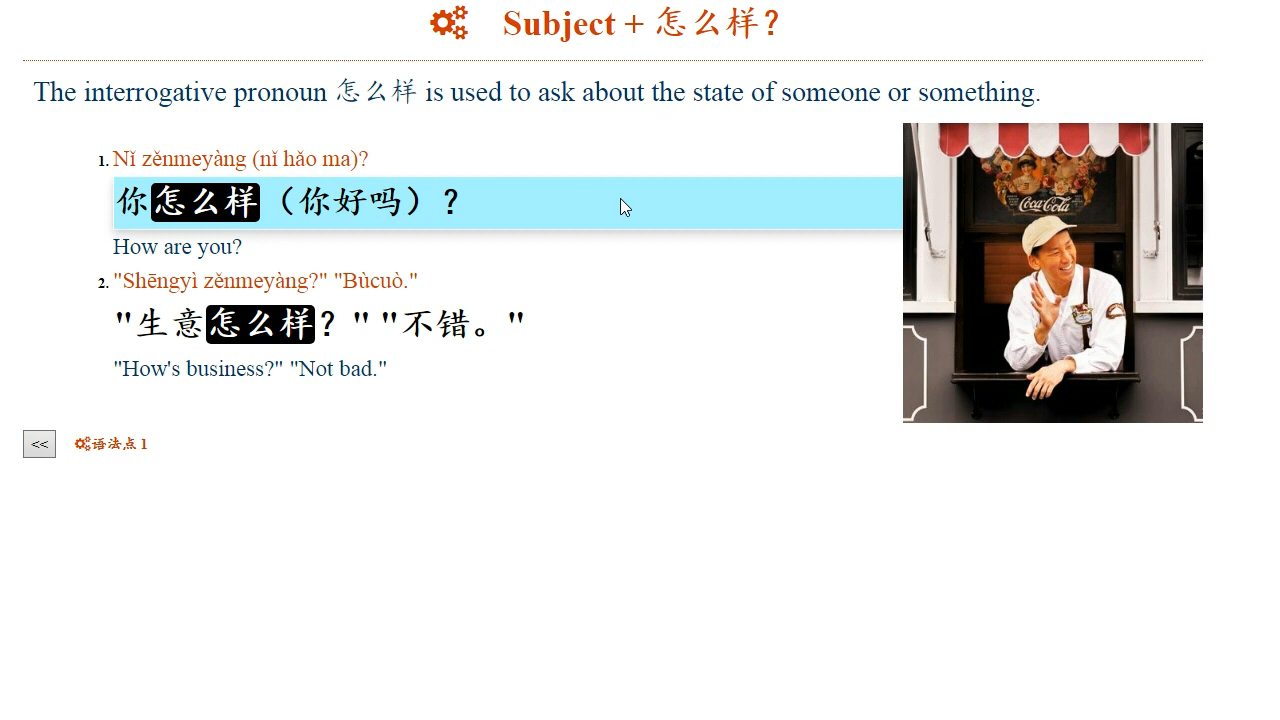 Subject + 怎么样？
The interrogative pronoun 怎么样 is used to ask about the state of someone or something.
1. Nǐ zěnmeyàng (nǐ hǎo ma)?
你怎么样（你好吗）？
How are you?
2. "Shēngyì zěnmeyàng?" "Bùcuò."
"生意怎么样？" "不错。"
"How's business?" "Not bad."
<< 语法点 1
Coca-Cola